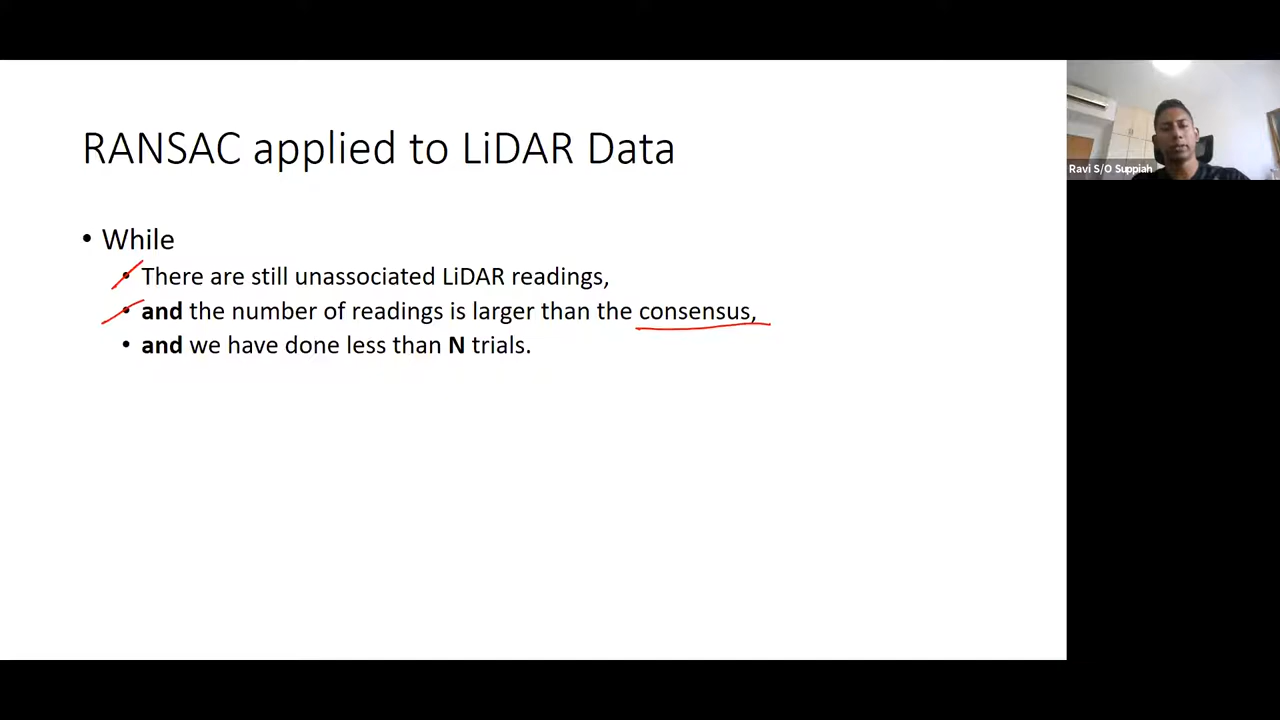 RANSAC applied to LiDAR Data
• While
• There are still unassociated LiDAR readings,
• and the number of readings is larger than the consensus,
• and we have done less than N trials.
Ravi S/O Suppiah